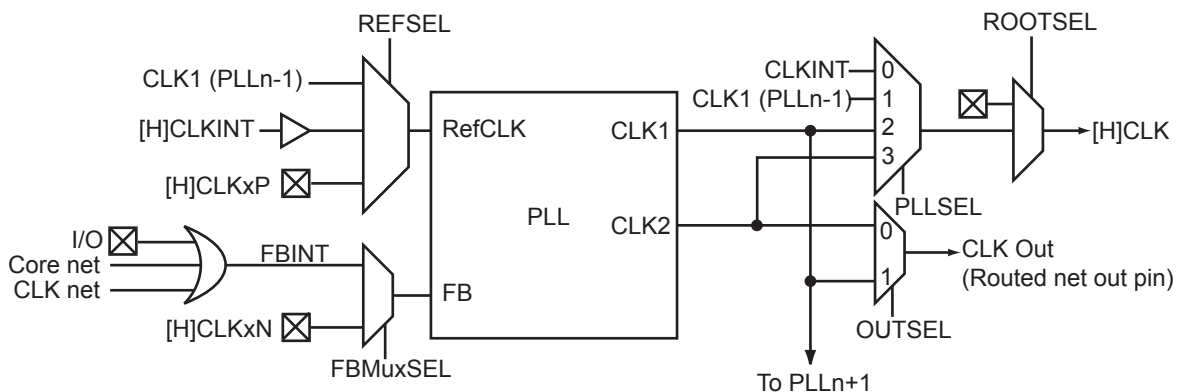 REFSEL
ROOTSEL
CLK1 (PLLn-1)
CLKINT
0
CLK1 (PLLn-1)
1
[H]CLKINT
RefCLK
CLK1
2
[H]CLK
3
[H]CLKxP
PLL
PLLSEL
CLK2
0
I/O
FBINT
CLK Out
Core net
(Routed net out pin)
CLK net
FB
1
[H]CLKxN
OUTSEL
FBMuxSEL
To PLLn+1